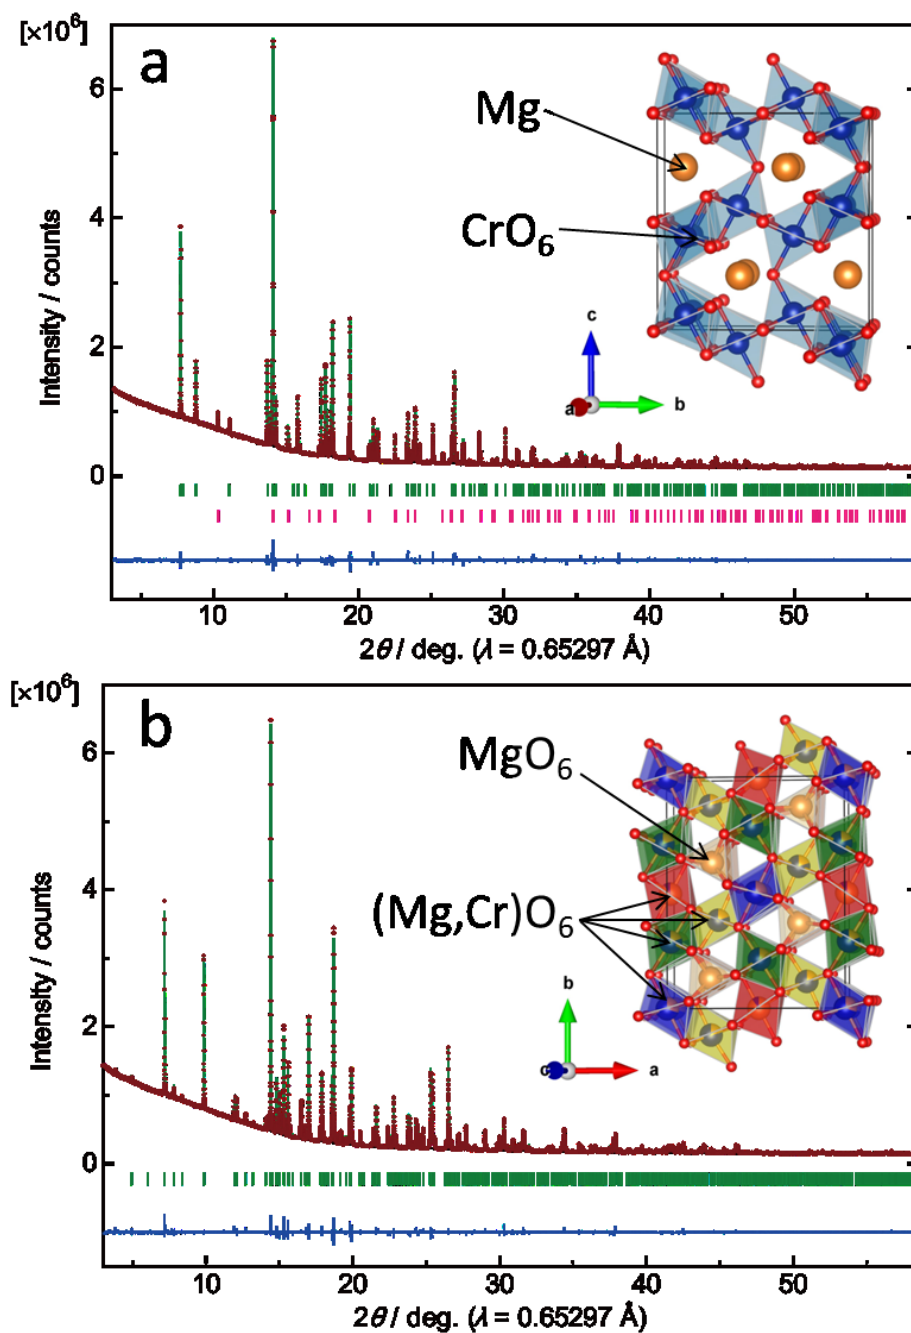 [×10⁶]
a
Mg
CrO₆
6
4
2
0
Intensity / counts
c
a
b
10
20
30
40
50
2θ / deg. (λ = 0.65297 Å)
[×10⁶]
b
MgO₆
(Mg,Cr)O₆
6
4
2
0
Intensity / counts
b
c
a
10
20
30
40
50
2θ / deg. (λ = 0.65297 Å)